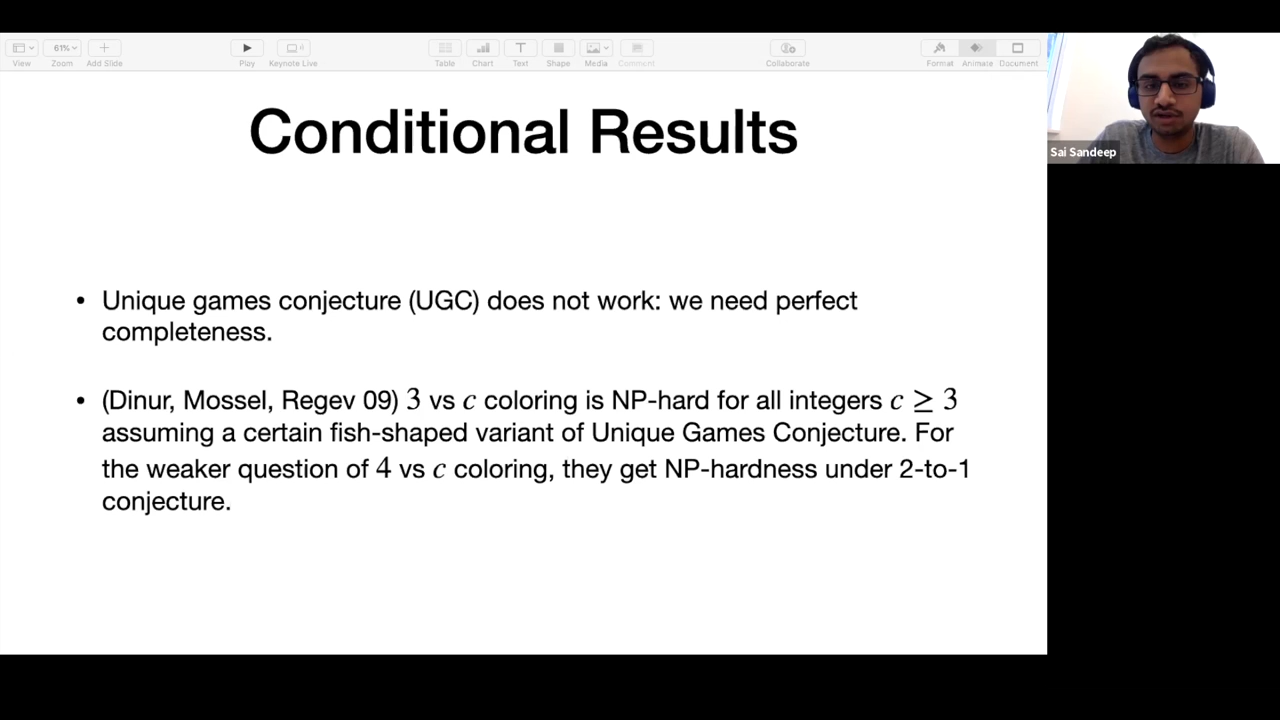 61%
View
Zoom
Add Slide
Play
Keynote Live
Table
Chart
Text
Shape
Media
Comment
Collaborate
Format
Animate
Document
Conditional Results
Sai Sandeep
• Unique games conjecture (UGC) does not work: we need perfect
completeness.
• (Dinur, Mossel, Regev 09) 3 vs c coloring is NP-hard for all integers c ≥ 3
assuming a certain fish-shaped variant of Unique Games Conjecture. For
the weaker question of 4 vs c coloring, they get NP-hardness under 2-to-1
conjecture.